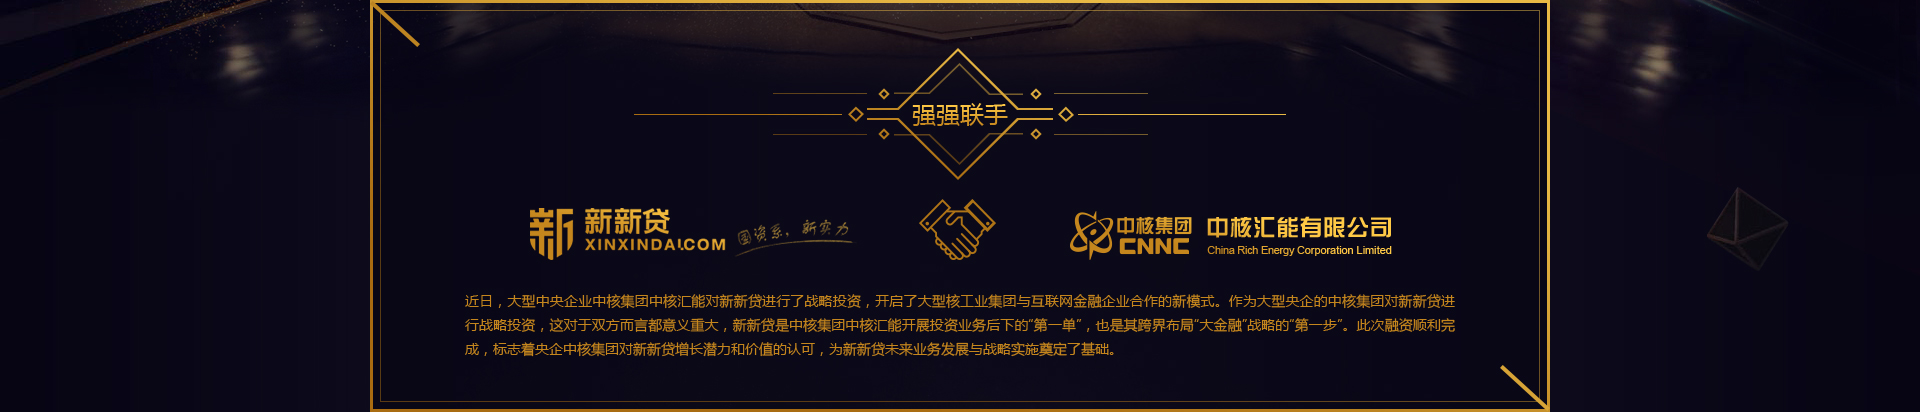 强强联手
新新贷
XINXINDAI.COM
国资系，新实力
中核集团
CNNC
中核汇能有限公司
China Rich Energy Corporation Limited
近日，大型中央企业中核集团中核汇能对新新贷进行了战略投资，开启了大型核工业集团与互联网金融企业合作的新模式。作为大型央企的中核集团对新新贷进
行战略投资，这对于双方而言都意义重大，新新贷是中核集团中核汇能开展投资业务后下的“第一单”，也是其跨界布局“大金融”战略的“第一步”。此次融资顺利完
成，标志着央企中核集团对新新贷增长潜力和价值的认可，为新新贷未来业务发展与战略实施奠定了基础。